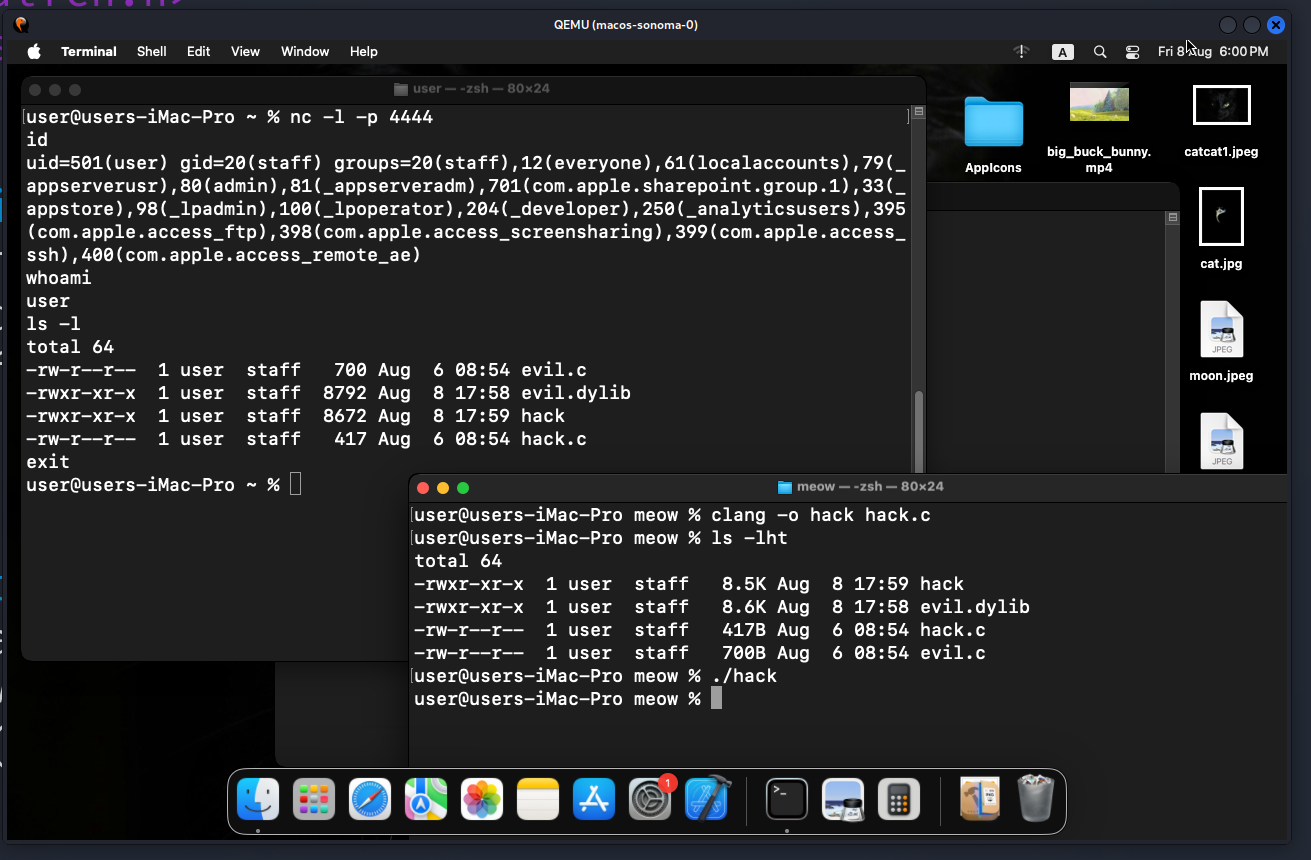 QEMU (macos-sonoma-0)
Terminal Shell Edit View Window Help
A
Fri 8 Aug 6:00 PM
user — -zsh — 80×24
user@users-iMac-Pro ~ % nc -l -p 4444
id
uid=501(user) gid=20(staff) groups=20(staff),12(everyone),61(localaccounts),79(_
appserverusr),80(admin),81(_appserveradm),701(com.apple.sharepoint.group.1),33(_
appstore),98(_lpadmin),100(_lpoperator),204(_developer),250(_analyticsusers),395
(com.apple.access_ftp),398(com.apple.access_screensharing),399(com.apple.access_
ssh),400(com.apple.access_remote_ae)
whoami
user
ls -l
total 64
-rw-r--r-- 1 user staff 700 Aug 6 08:54 evil.c
-rwxr-xr-x 1 user staff 8792 Aug 8 17:58 evil.dylib
-rwxr-xr-x 1 user staff 8672 Aug 8 17:59 hack
-rw-r--r-- 1 user staff 417 Aug 6 08:54 hack.c
exit
user@users-iMac-Pro ~ %
AppIcons
big_buck_bunny.
mp4
catcat1.jpeg
cat.jpg
JPEG
moon.jpeg
JPEG
meow — -zsh — 80×24
user@users-iMac-Pro meow % clang -o hack hack.c
user@users-iMac-Pro meow % ls -lht
total 64
-rwxr-xr-x 1 user staff 8.5K Aug 8 17:59 hack
-rwxr-xr-x 1 user staff 8.6K Aug 8 17:58 evil.dylib
-rw-r--r-- 1 user staff 417B Aug 6 08:54 hack.c
-rw-r--r-- 1 user staff 700B Aug 6 08:54 evil.c
user@users-iMac-Pro meow % ./hack
user@users-iMac-Pro meow %
1